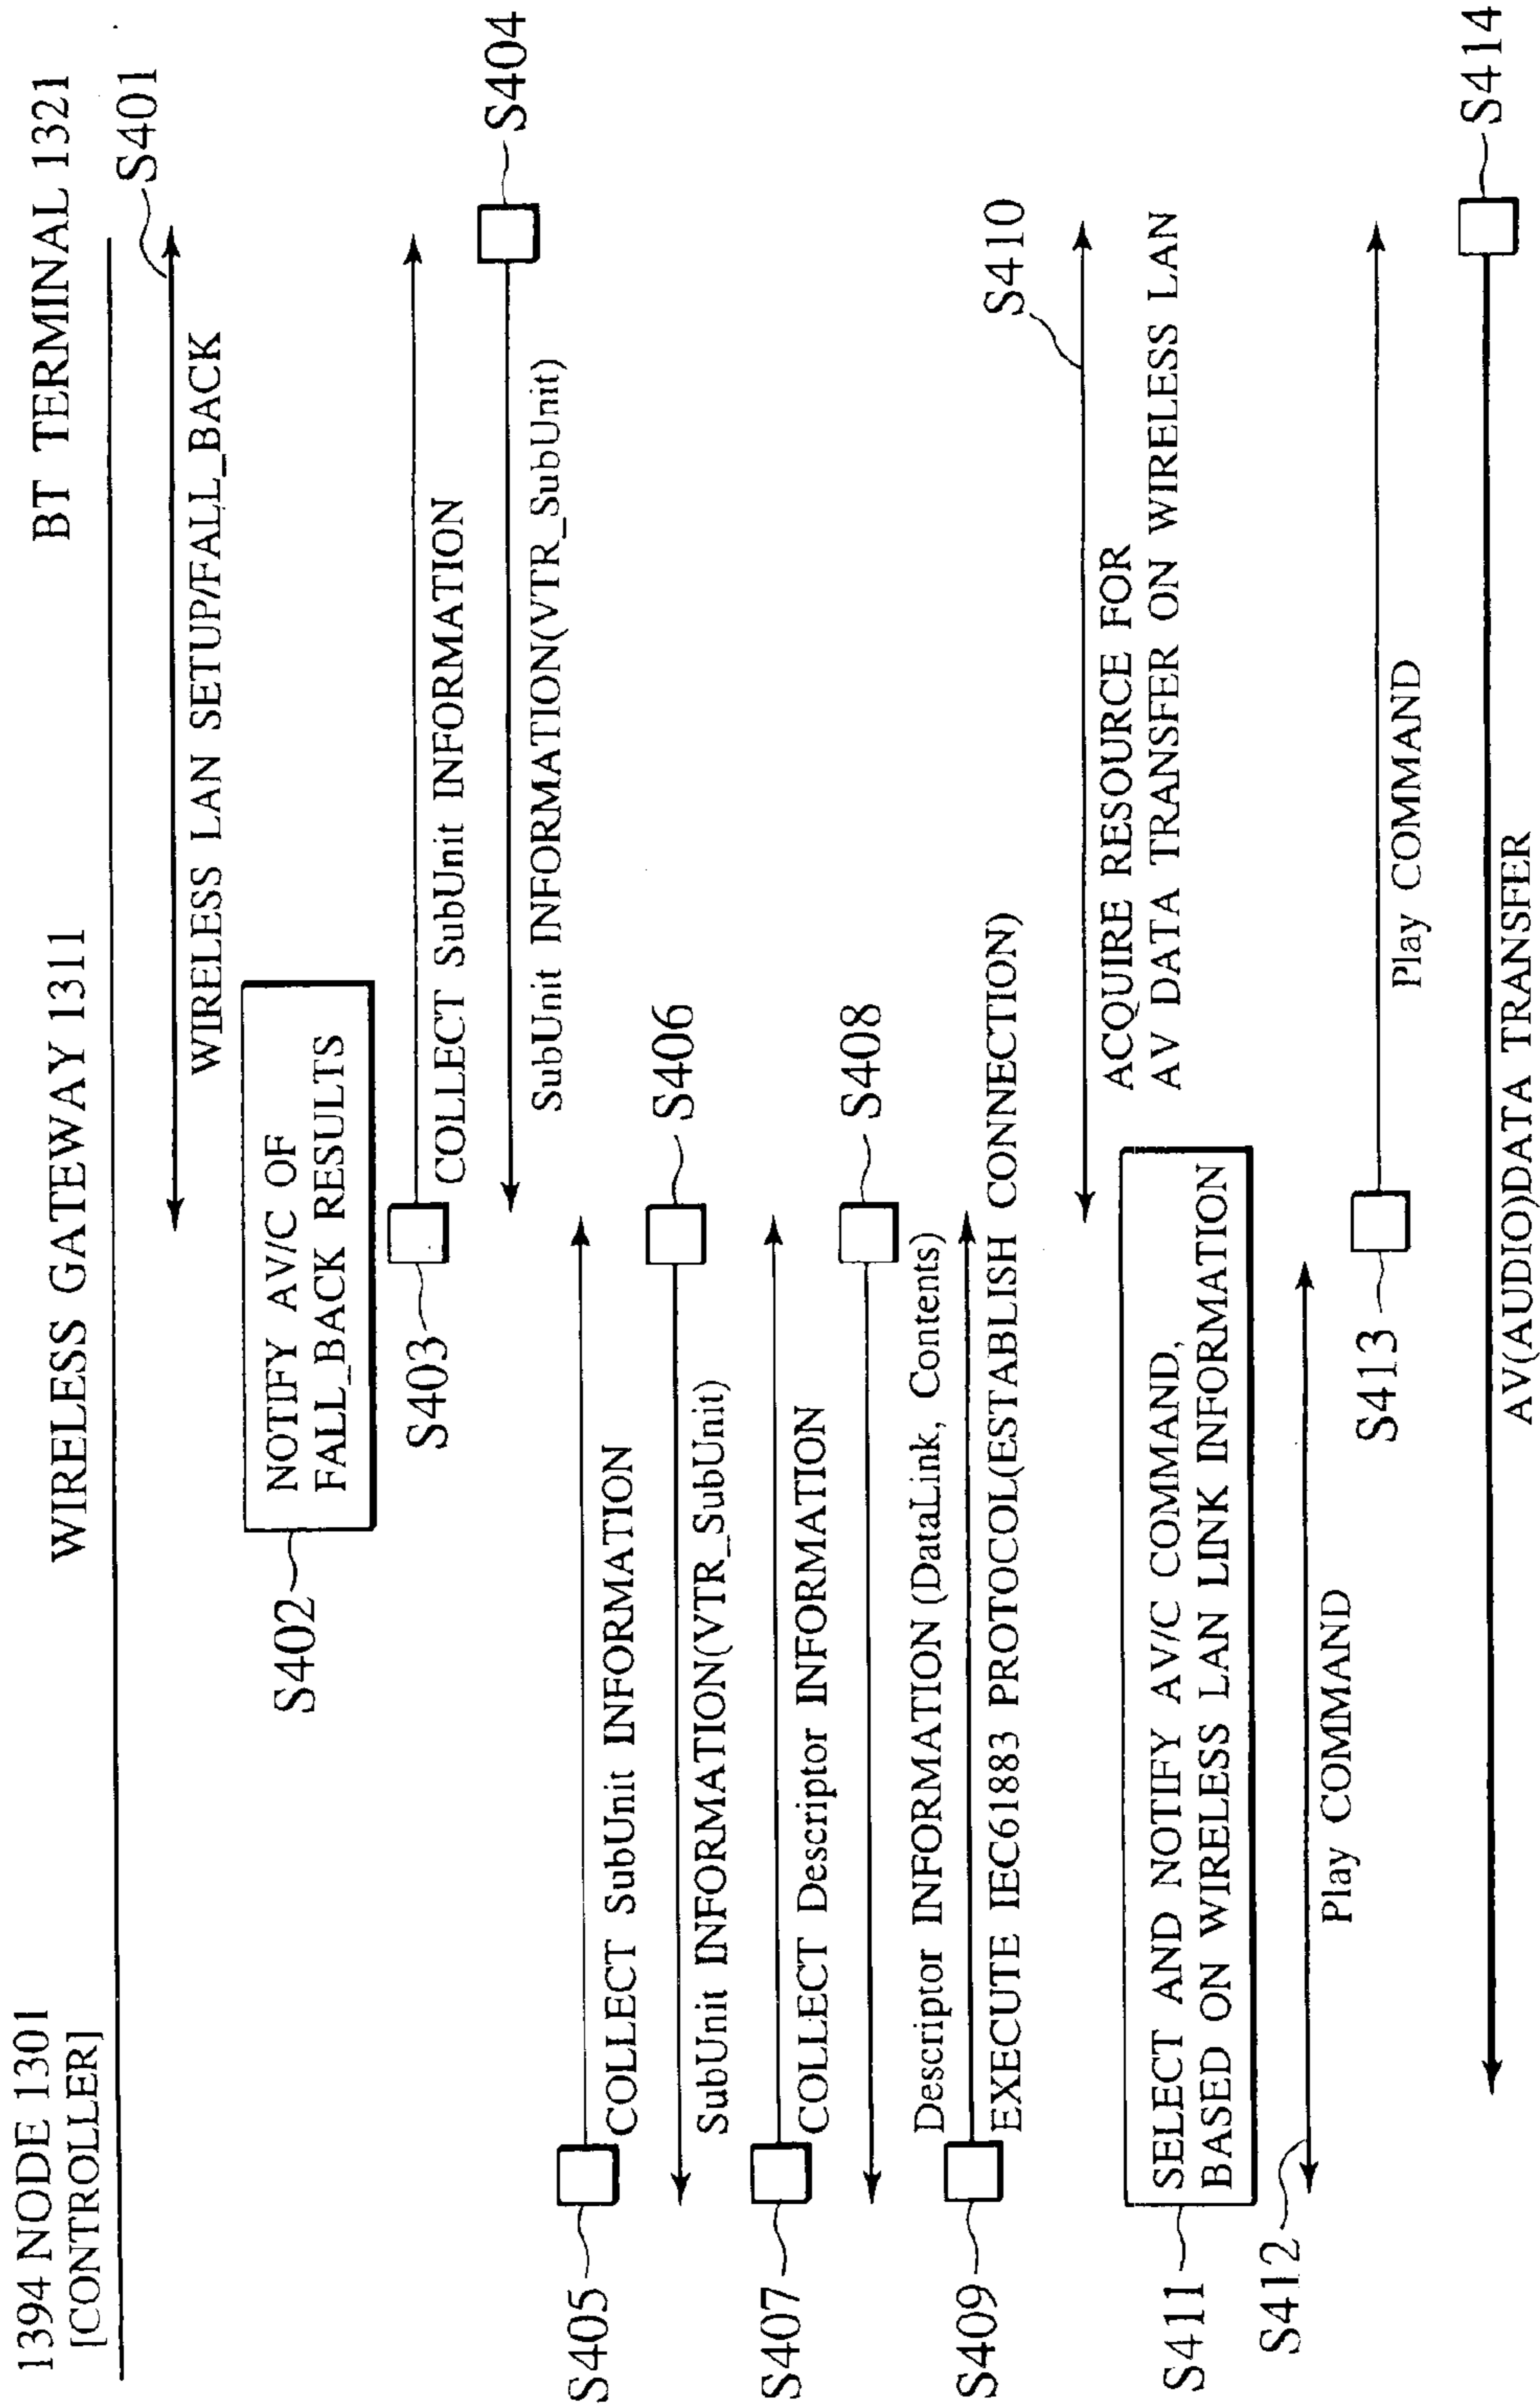 1394 NODE 1301
[CONTROLLER]
WIRELESS GATEWAY 1311
BT TERMINAL 1321
S401
WIRELESS LAN SETUP/FALL_BACK
S402
NOTIFY AV/C OF
FALL_BACK RESULTS
S403
COLLECT SubUnit INFORMATION
S404
SubUnit INFORMATION(VTR_SubUnit)
S405
COLLECT SubUnit INFORMATION
S406
SubUnit INFORMATION(VTR_SubUnit)
S407
COLLECT Descriptor INFORMATION
S408
Descriptor INFORMATION (DataLink, Contents)
S409
EXECUTE IEC61883 PROTOCOL(ESTABLISH CONNECTION)
S410
ACQUIRE RESOURCE FOR
AV DATA TRANSFER ON WIRELESS LAN
S411
SELECT AND NOTIFY AV/C COMMAND,
BASED ON WIRELESS LAN LINK INFORMATION
S412
Play COMMAND
S413
Play COMMAND
S414
AV(AUDIO)DATA TRANSFER